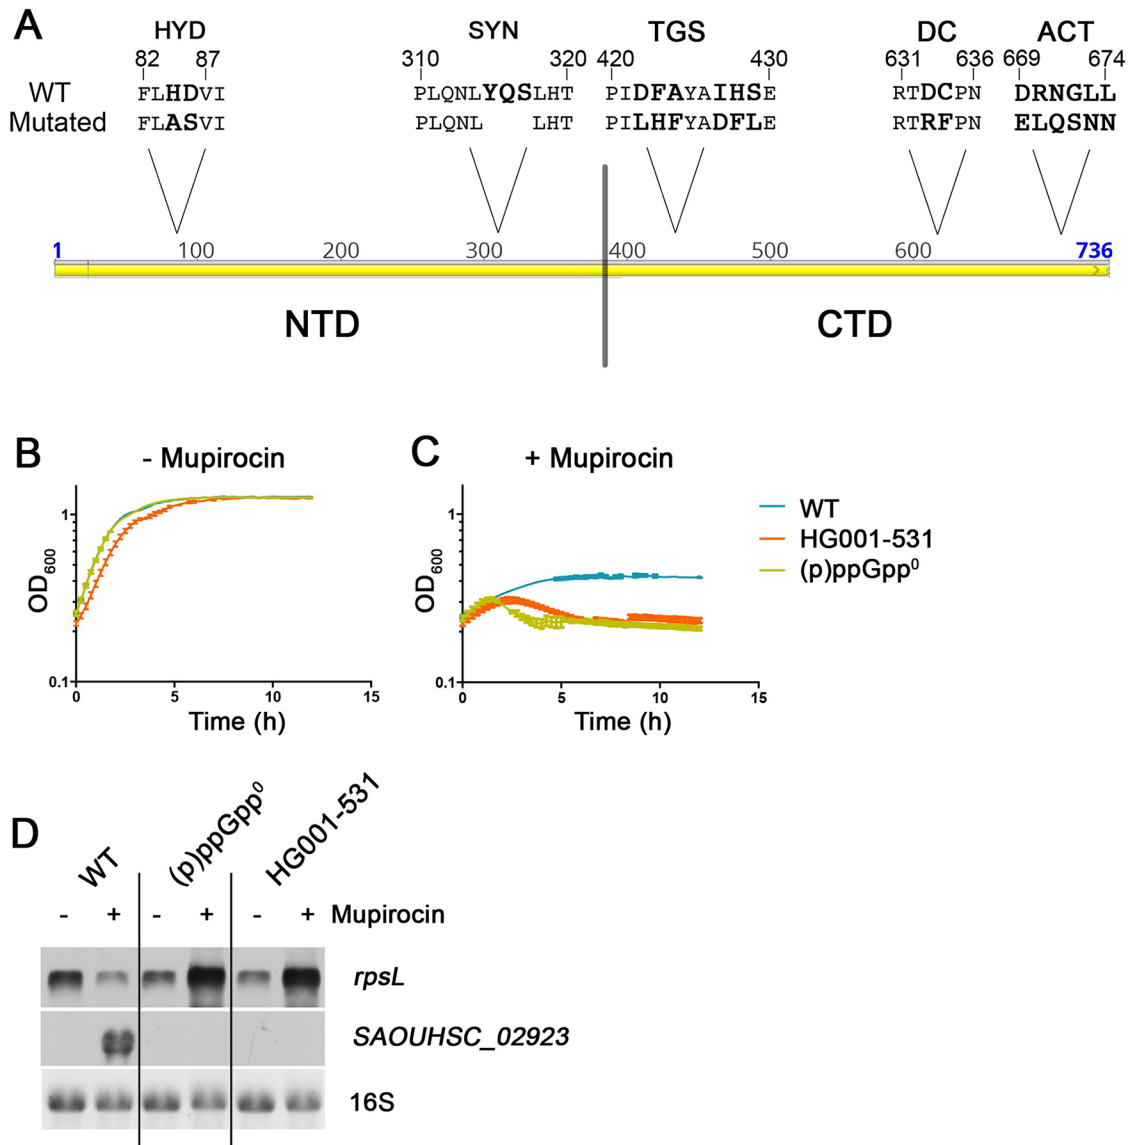 A
HYD SYN TGS DC ACT
82 87 310 320 420 430 631 636 669 674
WT FLHDVI PLQNLYQSLHT PIDFAYAIHSE RTDCPN DRNGLL
Mutated FLASVI PLQNL LHT PILHFYADFLE RTRFPN ELQSNN
1 100 200 300 400 500 600 736
NTD CTD
B
- Mupirocin
OD600
1
0.1
0 5 10 15
Time (h)
C
+ Mupirocin
OD600
1
0.1
0 5 10 15
Time (h)
WT
HG001-531
(p)ppGpp⁰
D
WT (p)ppGpp⁰ HG001-531
- + - + - + Mupirocin
rpsL
SAOUHSC_02923
16S